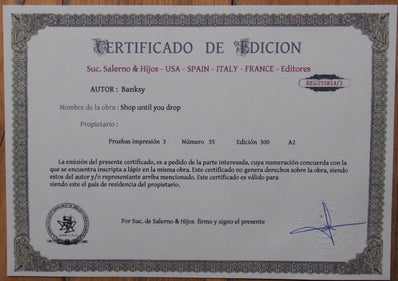 CERTIFICADO DE EDICION
Suc. Salerno & Hijos - USA - SPAIN - ITALY - FRANCE - Editores
REG235814/2
AUTOR : Banksy
Nombre de la obra : Shop until you drop
Propietario :
Pruebas impresión 3 Número 35 Edición 300 A2
La emisión del presente certificado, es a pedido de la parte interesada, cuya numeración concuerda con la
que se encuentra inscripta a lápiz en la misma obra. Este certificado no genera derechos sobre la obra, siendo
estos del autor y/o representante arriba mencionado. Este certificado es válido para
siendo este el país de residencia del propietario.
Por Suc. de Salerno & Hijos firmo y signo el presente